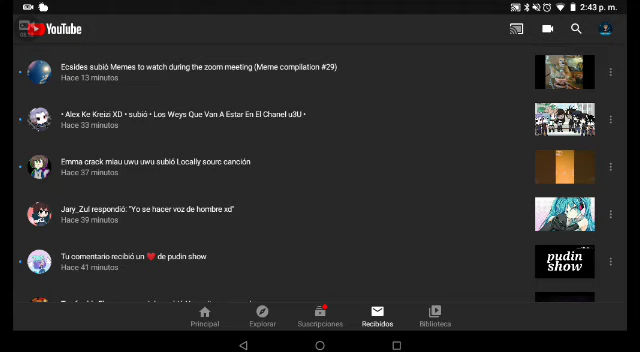 2:43 p. m.
YouTube
Ecsides subió Memes to watch during the zoom meeting (Meme compilation #29)
Hace 13 minutos
• Alex Ke Kreizi XD • subió • Los Weys Que Van A Estar En El Chanel u3U •
Hace 33 minutos
Emma crack miau uwu uwu subió Locally sourc canción
Hace 37 minutos
Jary_Zul respondió: "Yo se hacer voz de hombre xd"
Hace 39 minutos
Tu comentario recibió un ❤ de pudin show
Hace 41 minutos
pudin
show
Principal
Explorar
Suscripciones
Recibidos
Biblioteca